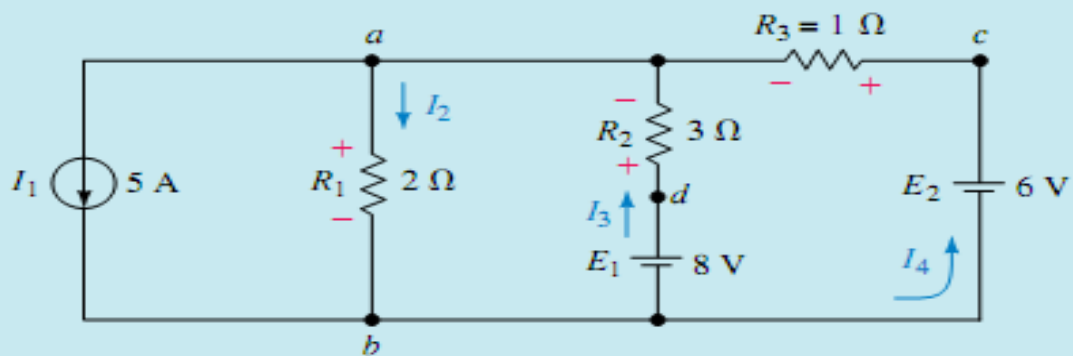 a
R₃ = 1 Ω
c
− +
I₂
−
R₂
3 Ω
+
I₁
5 A
+
R₁
2 Ω
−
d
I₃
E₂
6 V
E₁
8 V
I₄
b